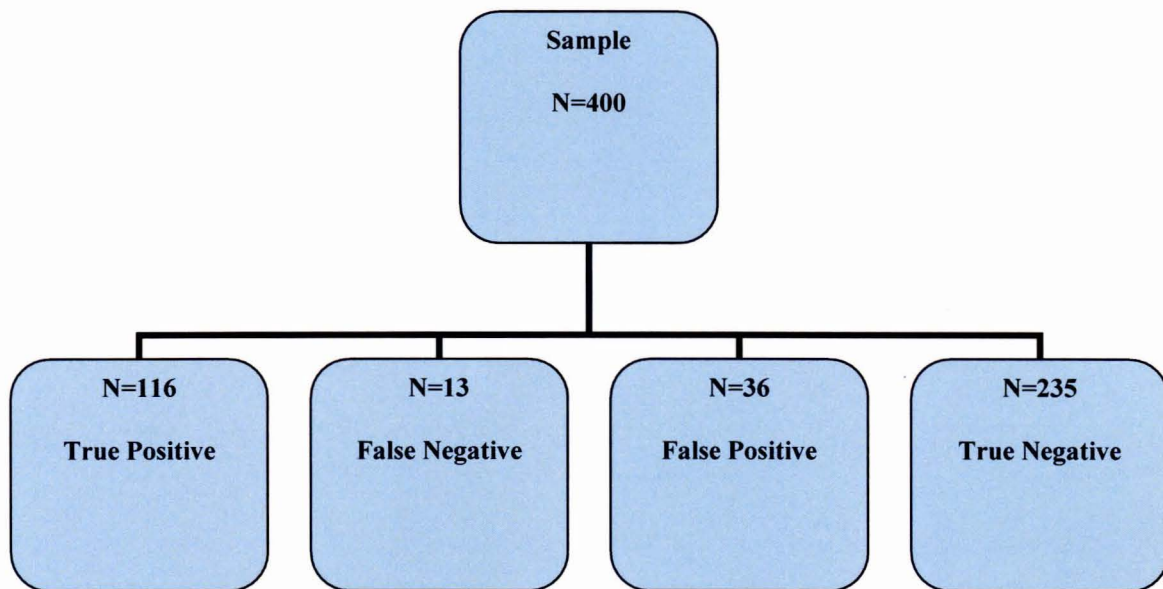 Sample
N=400
N=116
True Positive
N=13
False Negative
N=36
False Positive
N=235
True Negative